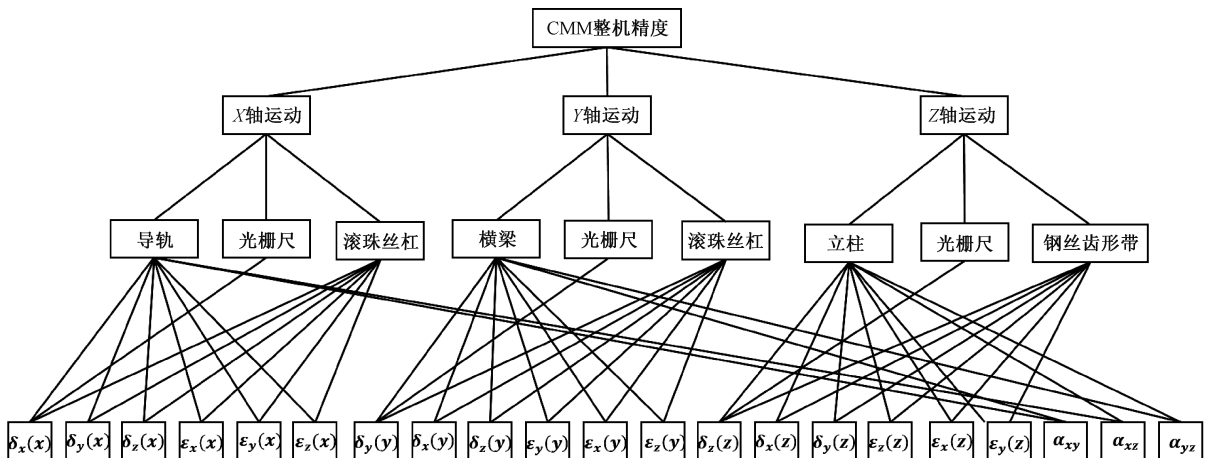 CMM整机精度
X轴运动
Y轴运动
Z轴运动
导轨
光栅尺
滚珠丝杠
横梁
光栅尺
滚珠丝杠
立柱
光栅尺
钢丝齿形带
δx(x)
δy(x)
δz(x)
εx(x)
εy(x)
εz(x)
δy(y)
δx(y)
δz(y)
εy(y)
εx(y)
εz(y)
δz(z)
δx(z)
δy(z)
εz(z)
εx(z)
εy(z)
αxy
αxz
αyz